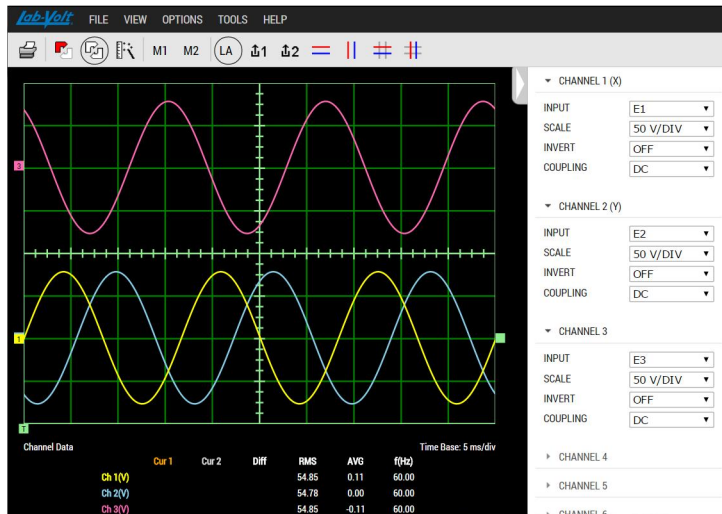 Lab-Volt FILE VIEW OPTIONS TOOLS HELP
M1 M2 LA 1 2
CHANNEL 1 (X)
INPUT E1
SCALE 50 V/DIV
INVERT OFF
COUPLING DC
CHANNEL 2 (Y)
INPUT E2
SCALE 50 V/DIV
INVERT OFF
COUPLING DC
CHANNEL 3
INPUT E3
SCALE 50 V/DIV
INVERT OFF
COUPLING DC
CHANNEL 4
CHANNEL 5
CHANNEL 6
3
1
T
Channel Data Time Base: 5 ms/div
Cur 1 Cur 2 Diff RMS AVG f(Hz)
Ch 1(V) 54.85 0.11 60.00
Ch 2(V) 54.78 0.00 60.00
Ch 3(V) 54.85 -0.11 60.00